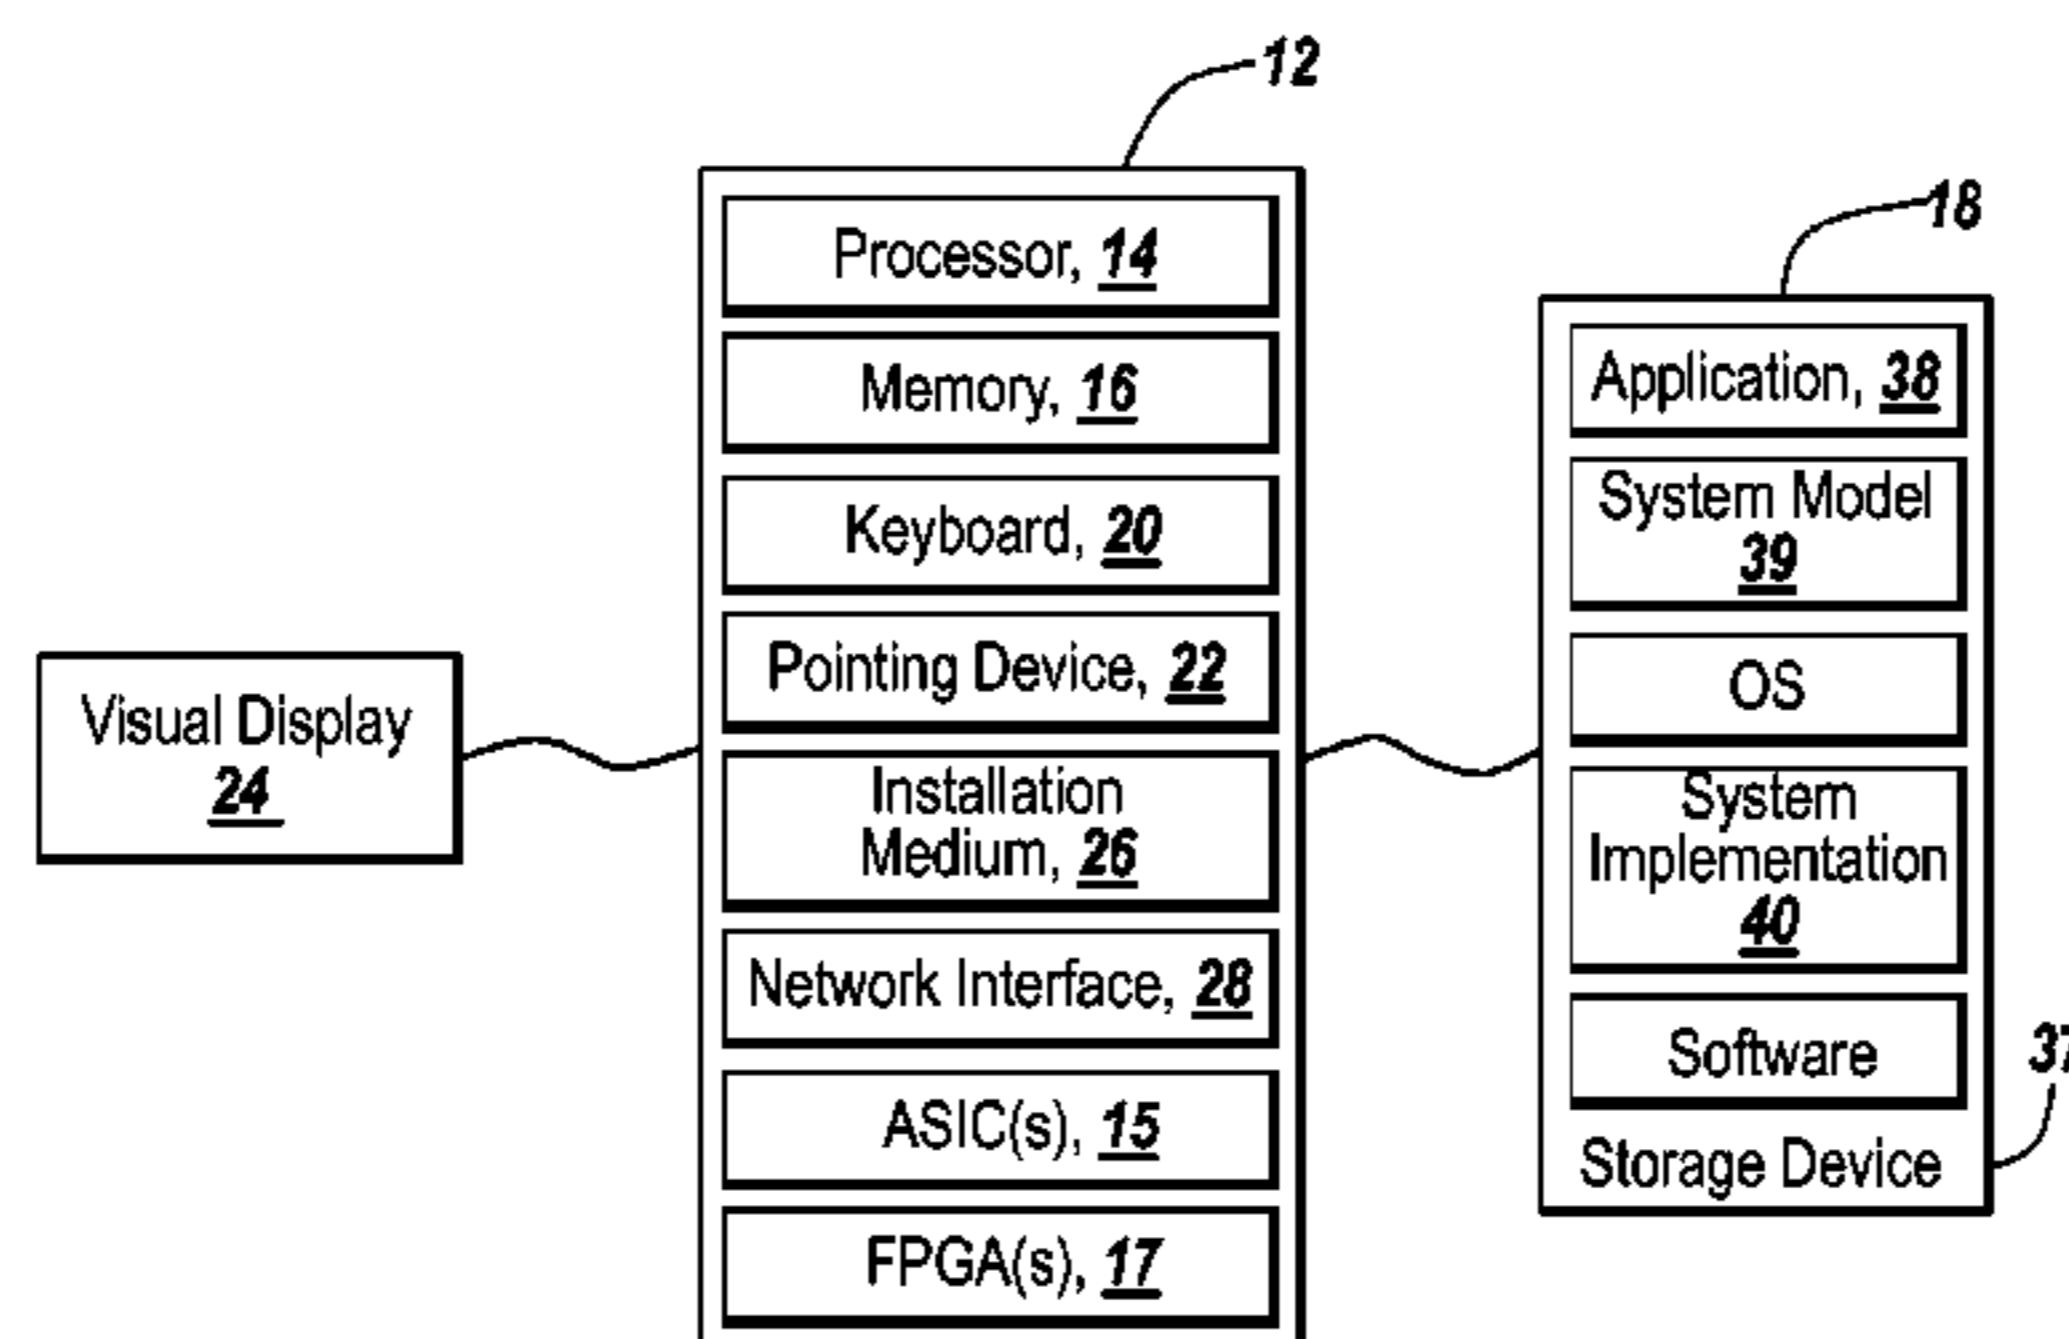 12
Processor, 14
Memory, 16
Keyboard, 20
Pointing Device, 22
Installation
Medium, 26
Network Interface, 28
ASIC(s), 15
FPGA(s), 17
Visual Display
24
18
Application, 38
System Model
39
OS
System
Implementation
40
Software
Storage Device
37